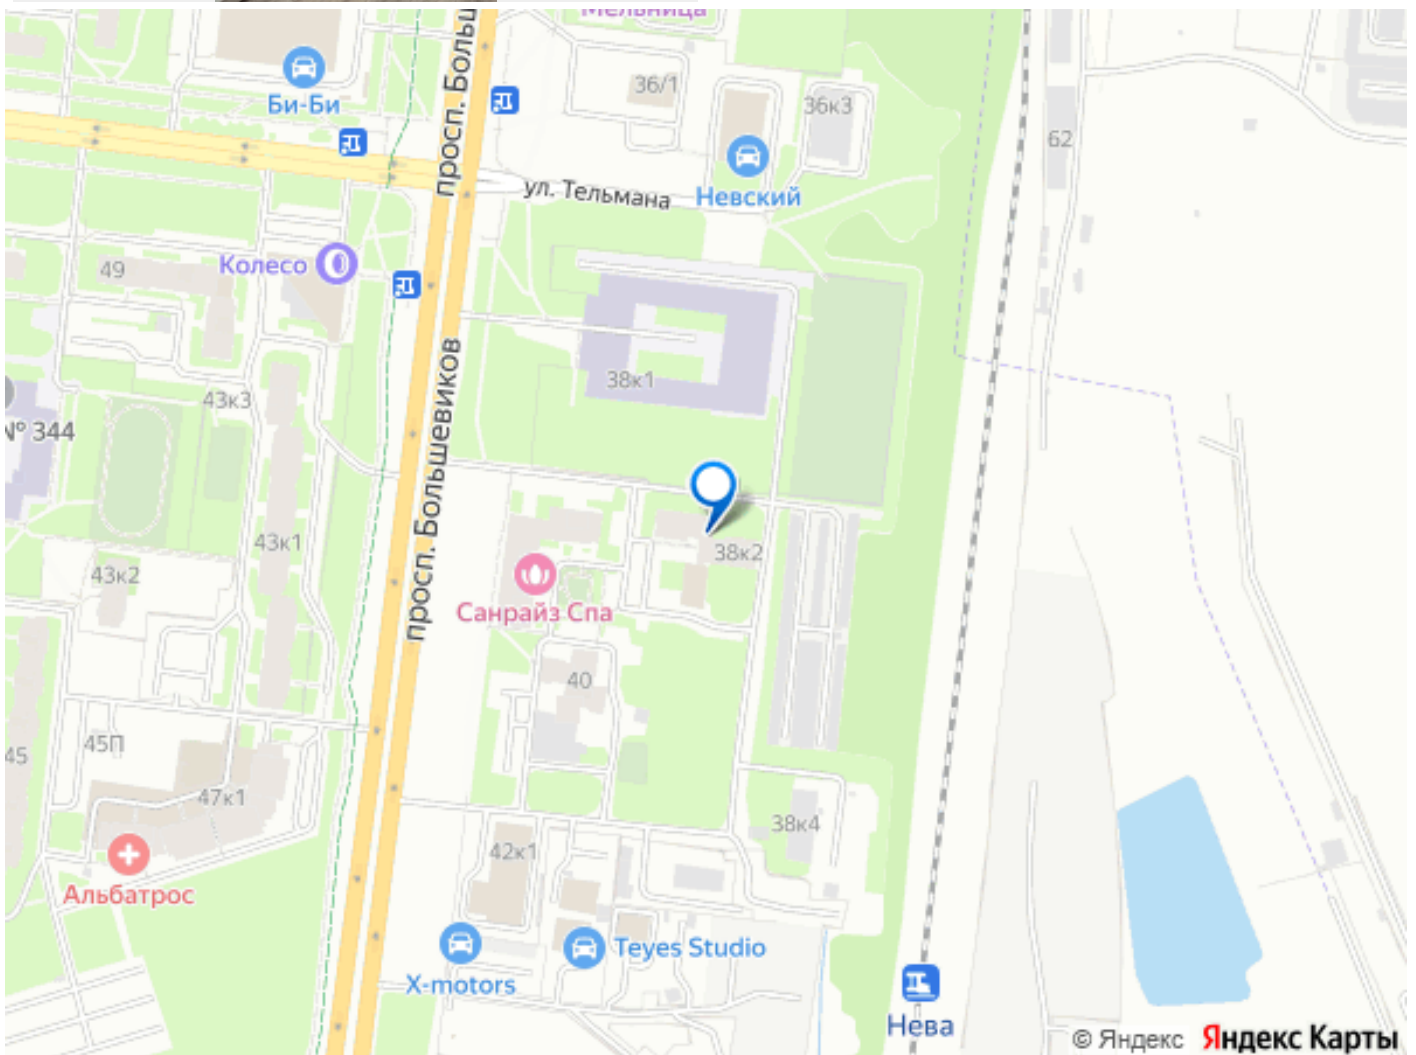 Мельница
просп. Больш
Би-Би
36/1
36к3
62
ул. Тельмана
Невский
Колесо
49
38к1
43к3
№ 344
просп. Большевиков
43к1
38к2
43к2
Санрайз Спа
40
45П
45
47к1
38к4
42к1
Альбатрос
Teyes Studio
X-motors
Нева
© Яндекс Яндекс Карты